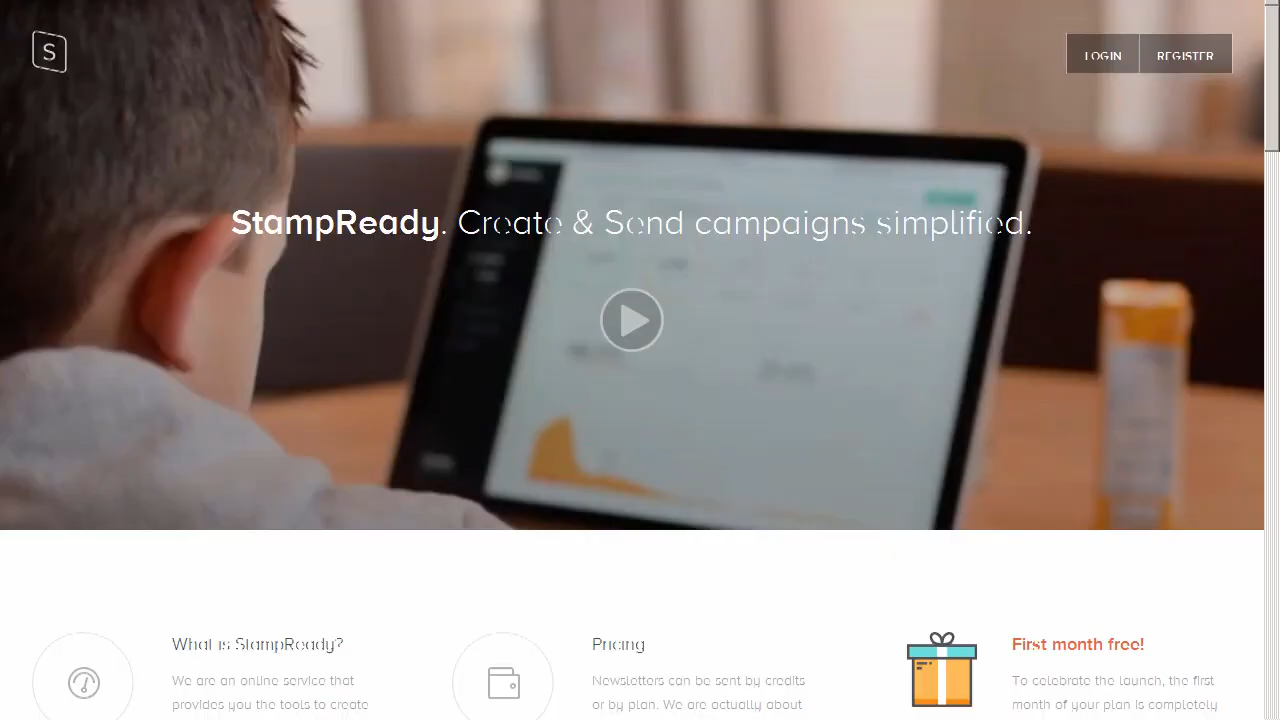 S
LOGIN
REGISTER
StampReady. Create & Send campaigns simplified.
What is StampReady?
Pricing
First month free!
We are an online service that
Newsletters can be sent by credits
To celebrate the launch, the first
provides you the tools to create
or by plan. We are actually about
month of your plan is completely